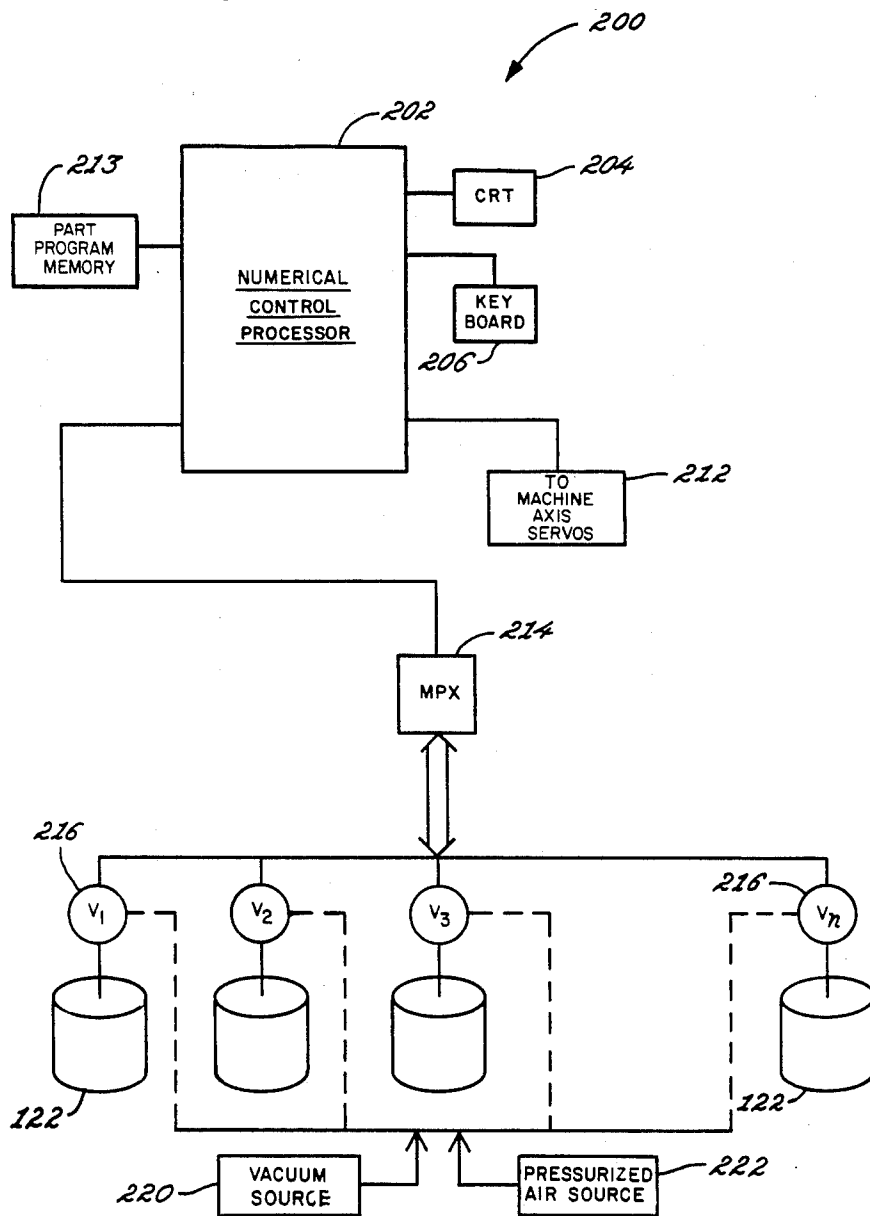 200
202
213
PART
PROGRAM
MEMORY
NUMERICAL
CONTROL
PROCESSOR
CRT
204
KEY
BOARD
206
TO
MACHINE
AXIS
SERVOS
212
MPX
214
216
V1
V2
V3
216
Vn
122
122
220
VACUUM
SOURCE
PRESSURIZED
AIR SOURCE
222